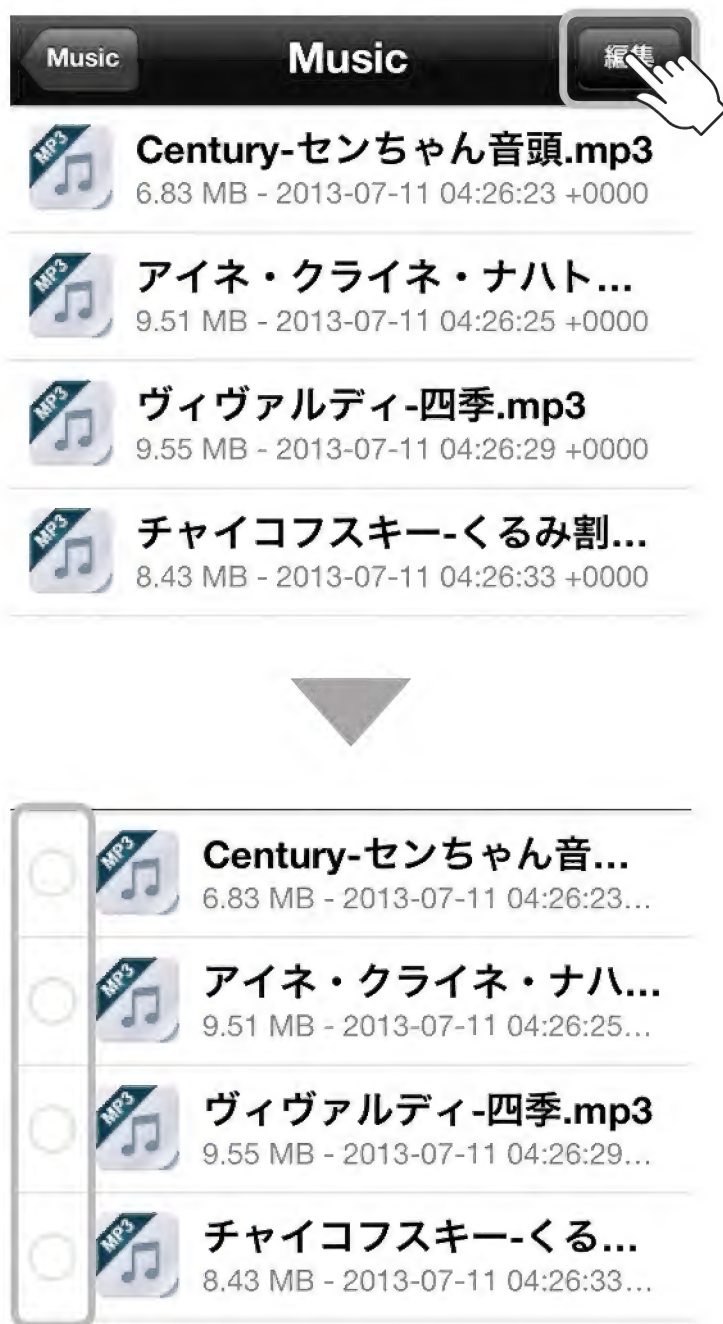 Music
Music
編集
MP3
Century-センちゃん音頭.mp3
6.83 MB - 2013-07-11 04:26:23 +0000
MP3
アイネ・クライネ・ナハト…
9.51 MB - 2013-07-11 04:26:25 +0000
MP3
ヴィヴァルディ-四季.mp3
9.55 MB - 2013-07-11 04:26:29 +0000
MP3
チャイコフスキー-くるみ割…
8.43 MB - 2013-07-11 04:26:33 +0000
MP3
Century-センちゃん音…
6.83 MB - 2013-07-11 04:26:23…
MP3
アイネ・クライネ・ナハ…
9.51 MB - 2013-07-11 04:26:25…
MP3
ヴィヴァルディ-四季.mp3
9.55 MB - 2013-07-11 04:26:29…
MP3
チャイコフスキー-くる…
8.43 MB - 2013-07-11 04:26:33…